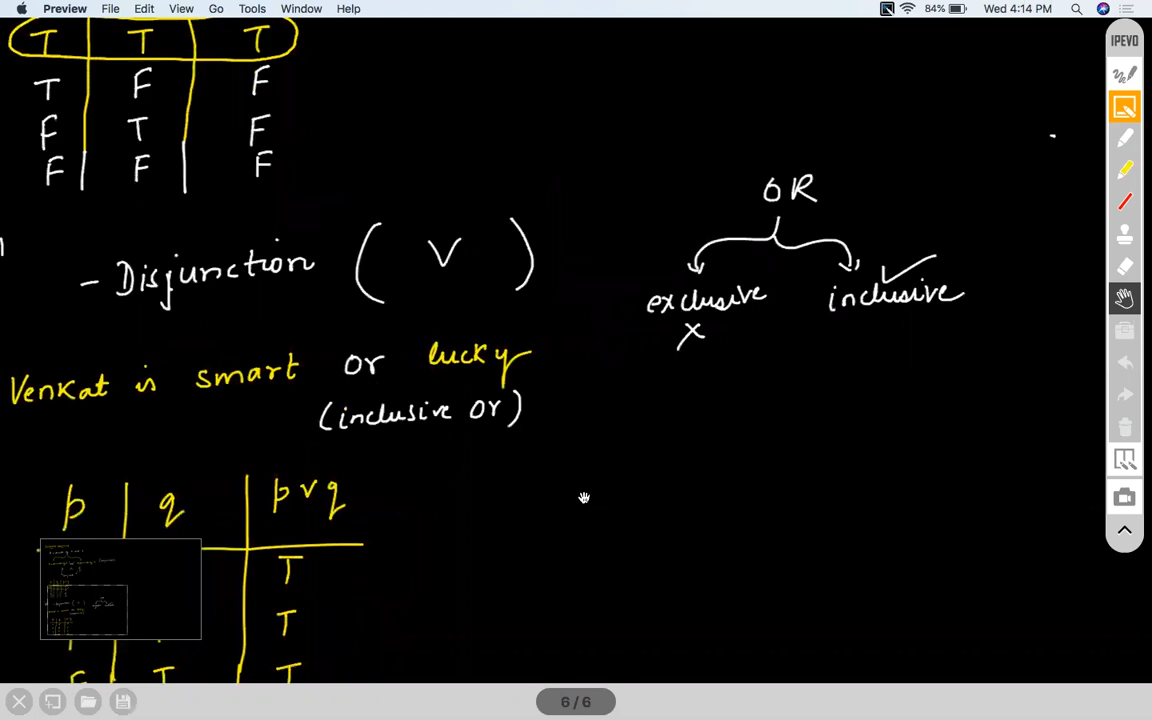 Preview File Edit View Go Tools Window Help 84% Wed 4:14 PM
IPEVO
T T T
T F F
F T F
F F F
OR
exclusive inclusive
X
- Disjunction ( V )
Venkat is smart or lucky
(inclusive or)
p q p v q
T
T
F T T
6/6